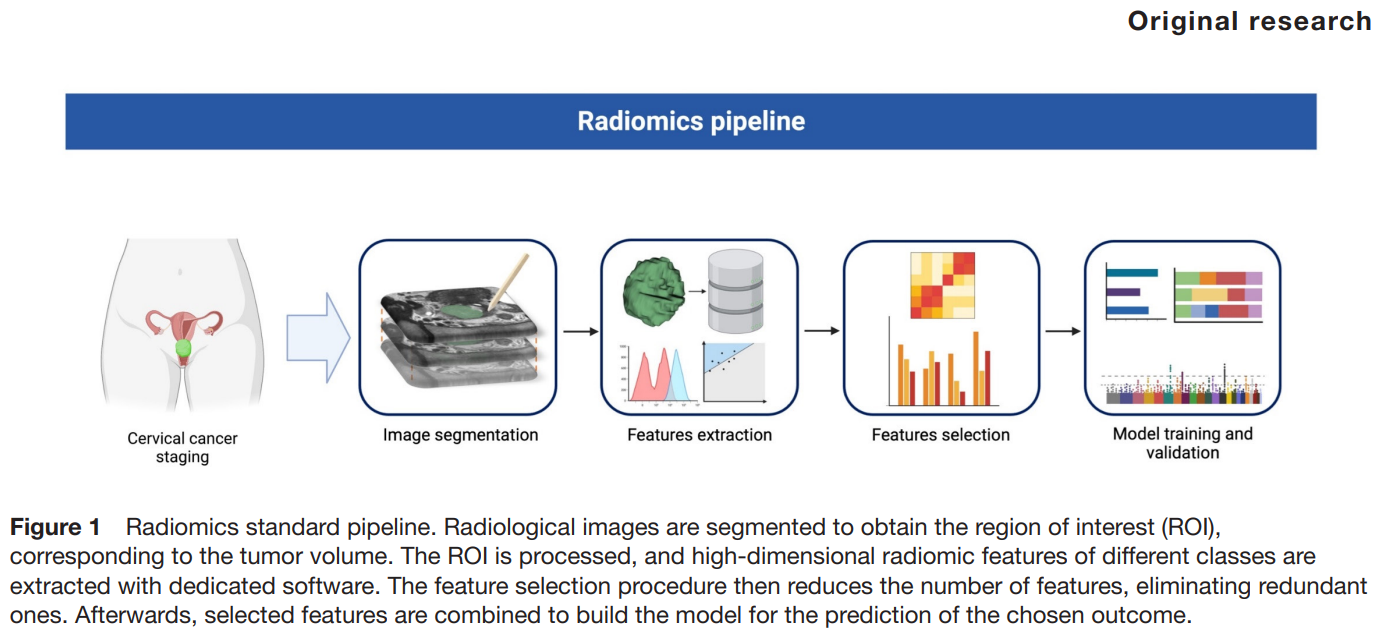 Original research
Radiomics pipeline
Cervical cancer
staging
Image segmentation
Features extraction
Features selection
Model training and
validation
Figure 1 Radiomics standard pipeline. Radiological images are segmented to obtain the region of interest (ROI),
corresponding to the tumor volume. The ROI is processed, and high-dimensional radiomic features of different classes are
extracted with dedicated software. The feature selection procedure then reduces the number of features, eliminating redundant
ones. Afterwards, selected features are combined to build the model for the prediction of the chosen outcome.